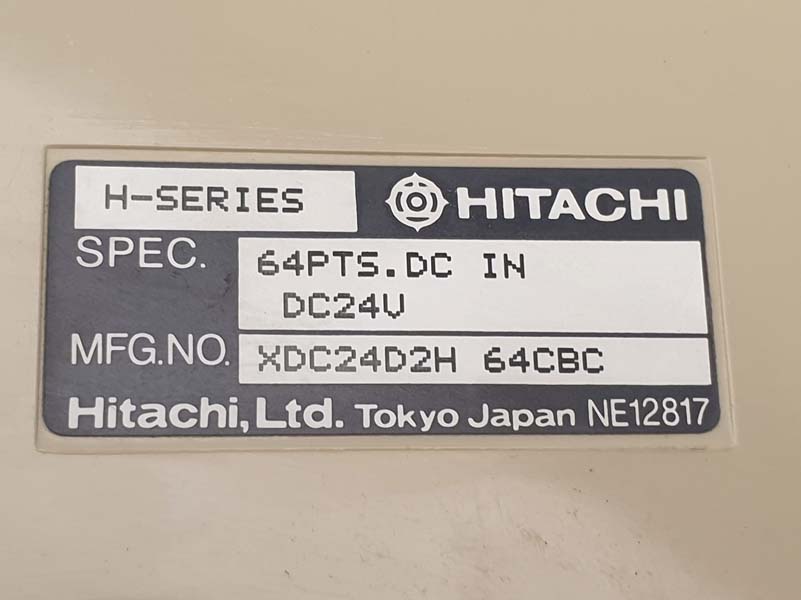 H-SERIES HITACHI
SPEC. 64PTS.DC IN
DC24V
MFG.NO. XDC24D2H 64CBC
Hitachi,Ltd. Tokyo Japan NE12817